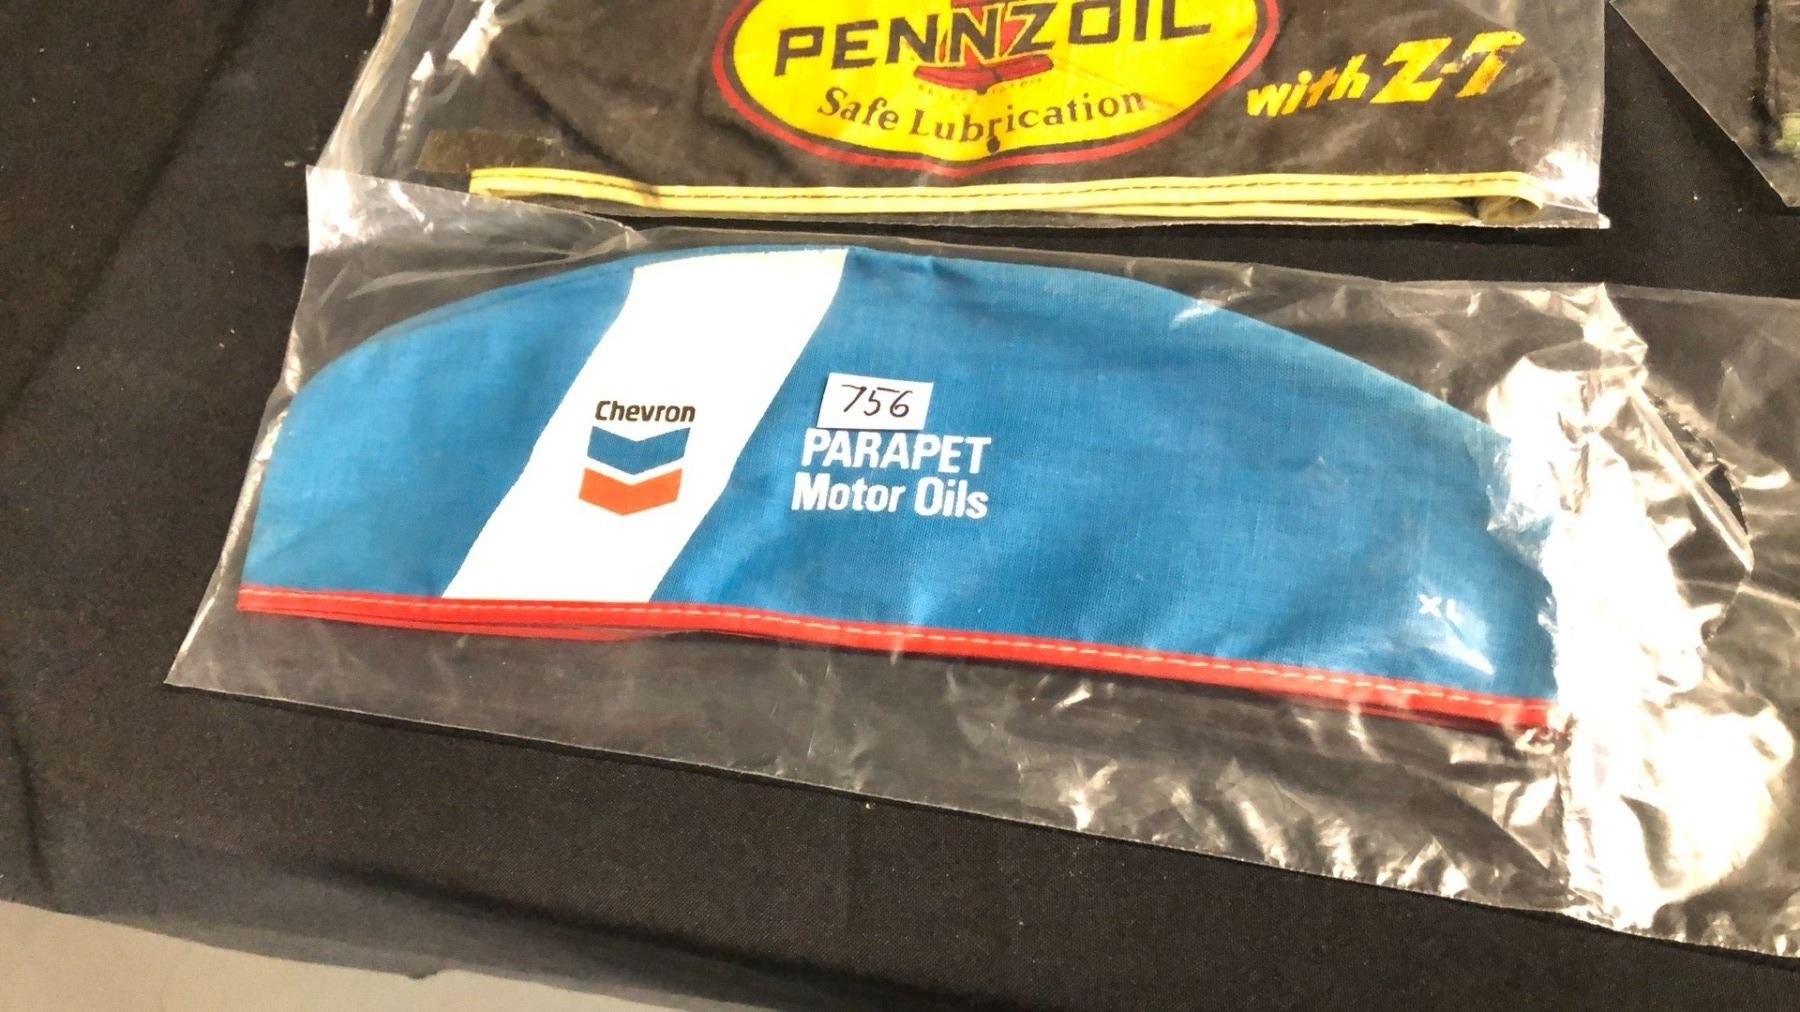 PENNZOIL
Safe Lubrication
with Z-7
Chevron
756
PARAPET
Motor Oils
XL